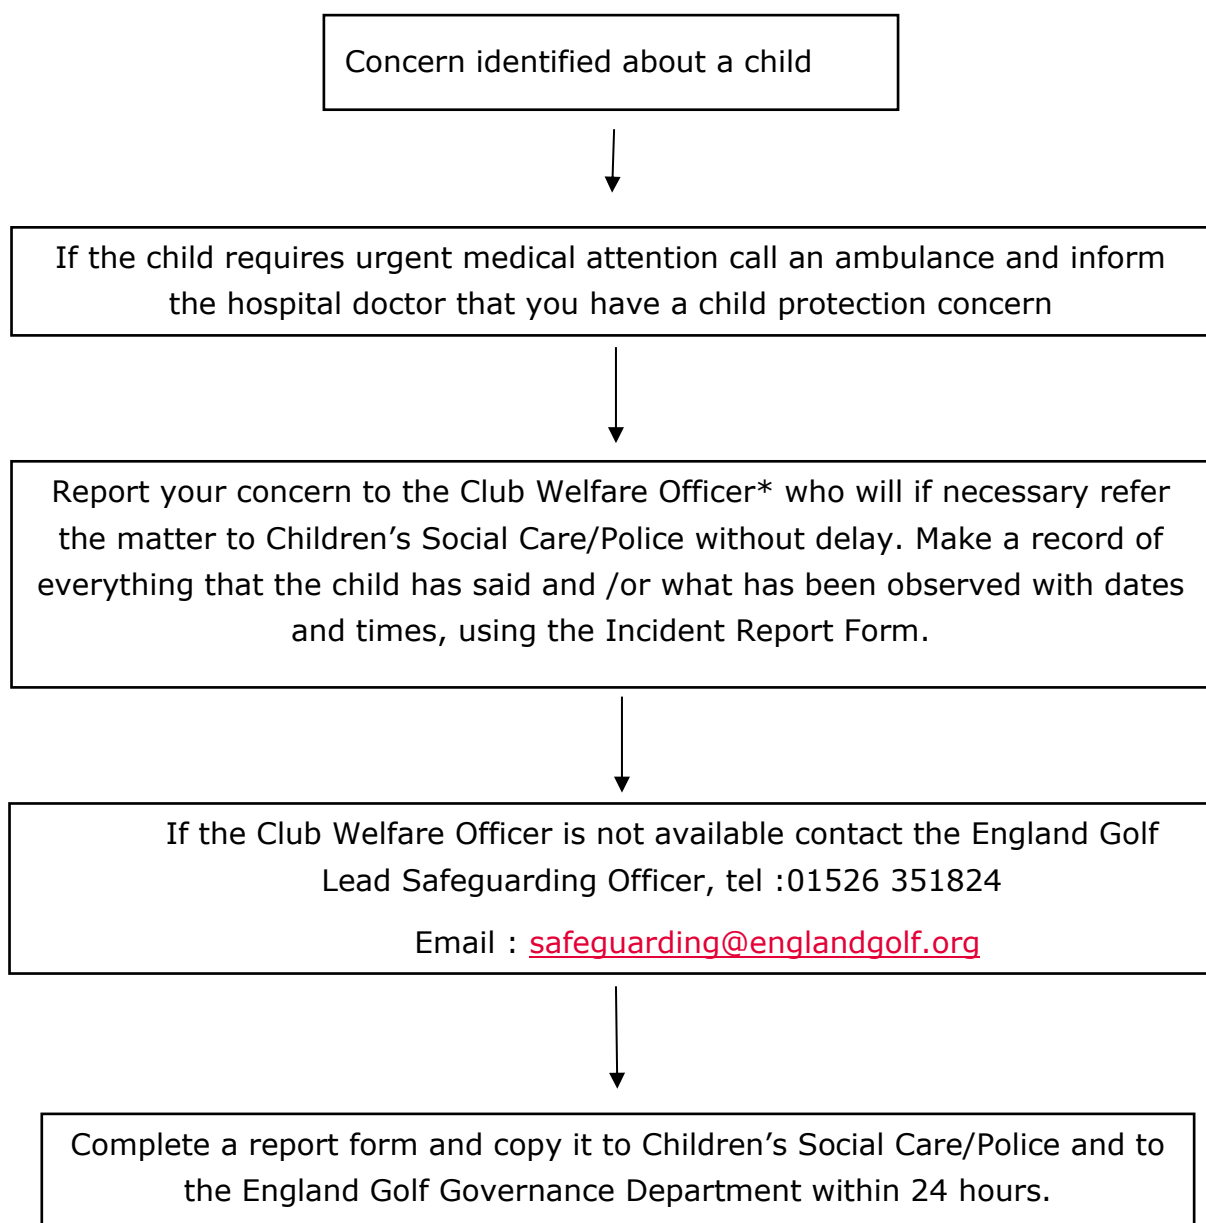 Concern identified about a child
If the child requires urgent medical attention call an ambulance and inform
the hospital doctor that you have a child protection concern
Report your concern to the Club Welfare Officer* who will if necessary refer
the matter to Children’s Social Care/Police without delay. Make a record of
everything that the child has said and /or what has been observed with dates
and times, using the Incident Report Form.
If the Club Welfare Officer is not available contact the England Golf
Lead Safeguarding Officer, tel :01526 351824
Email : safeguarding@englandgolf.org
Complete a report form and copy it to Children’s Social Care/Police and to
the England Golf Governance Department within 24 hours.